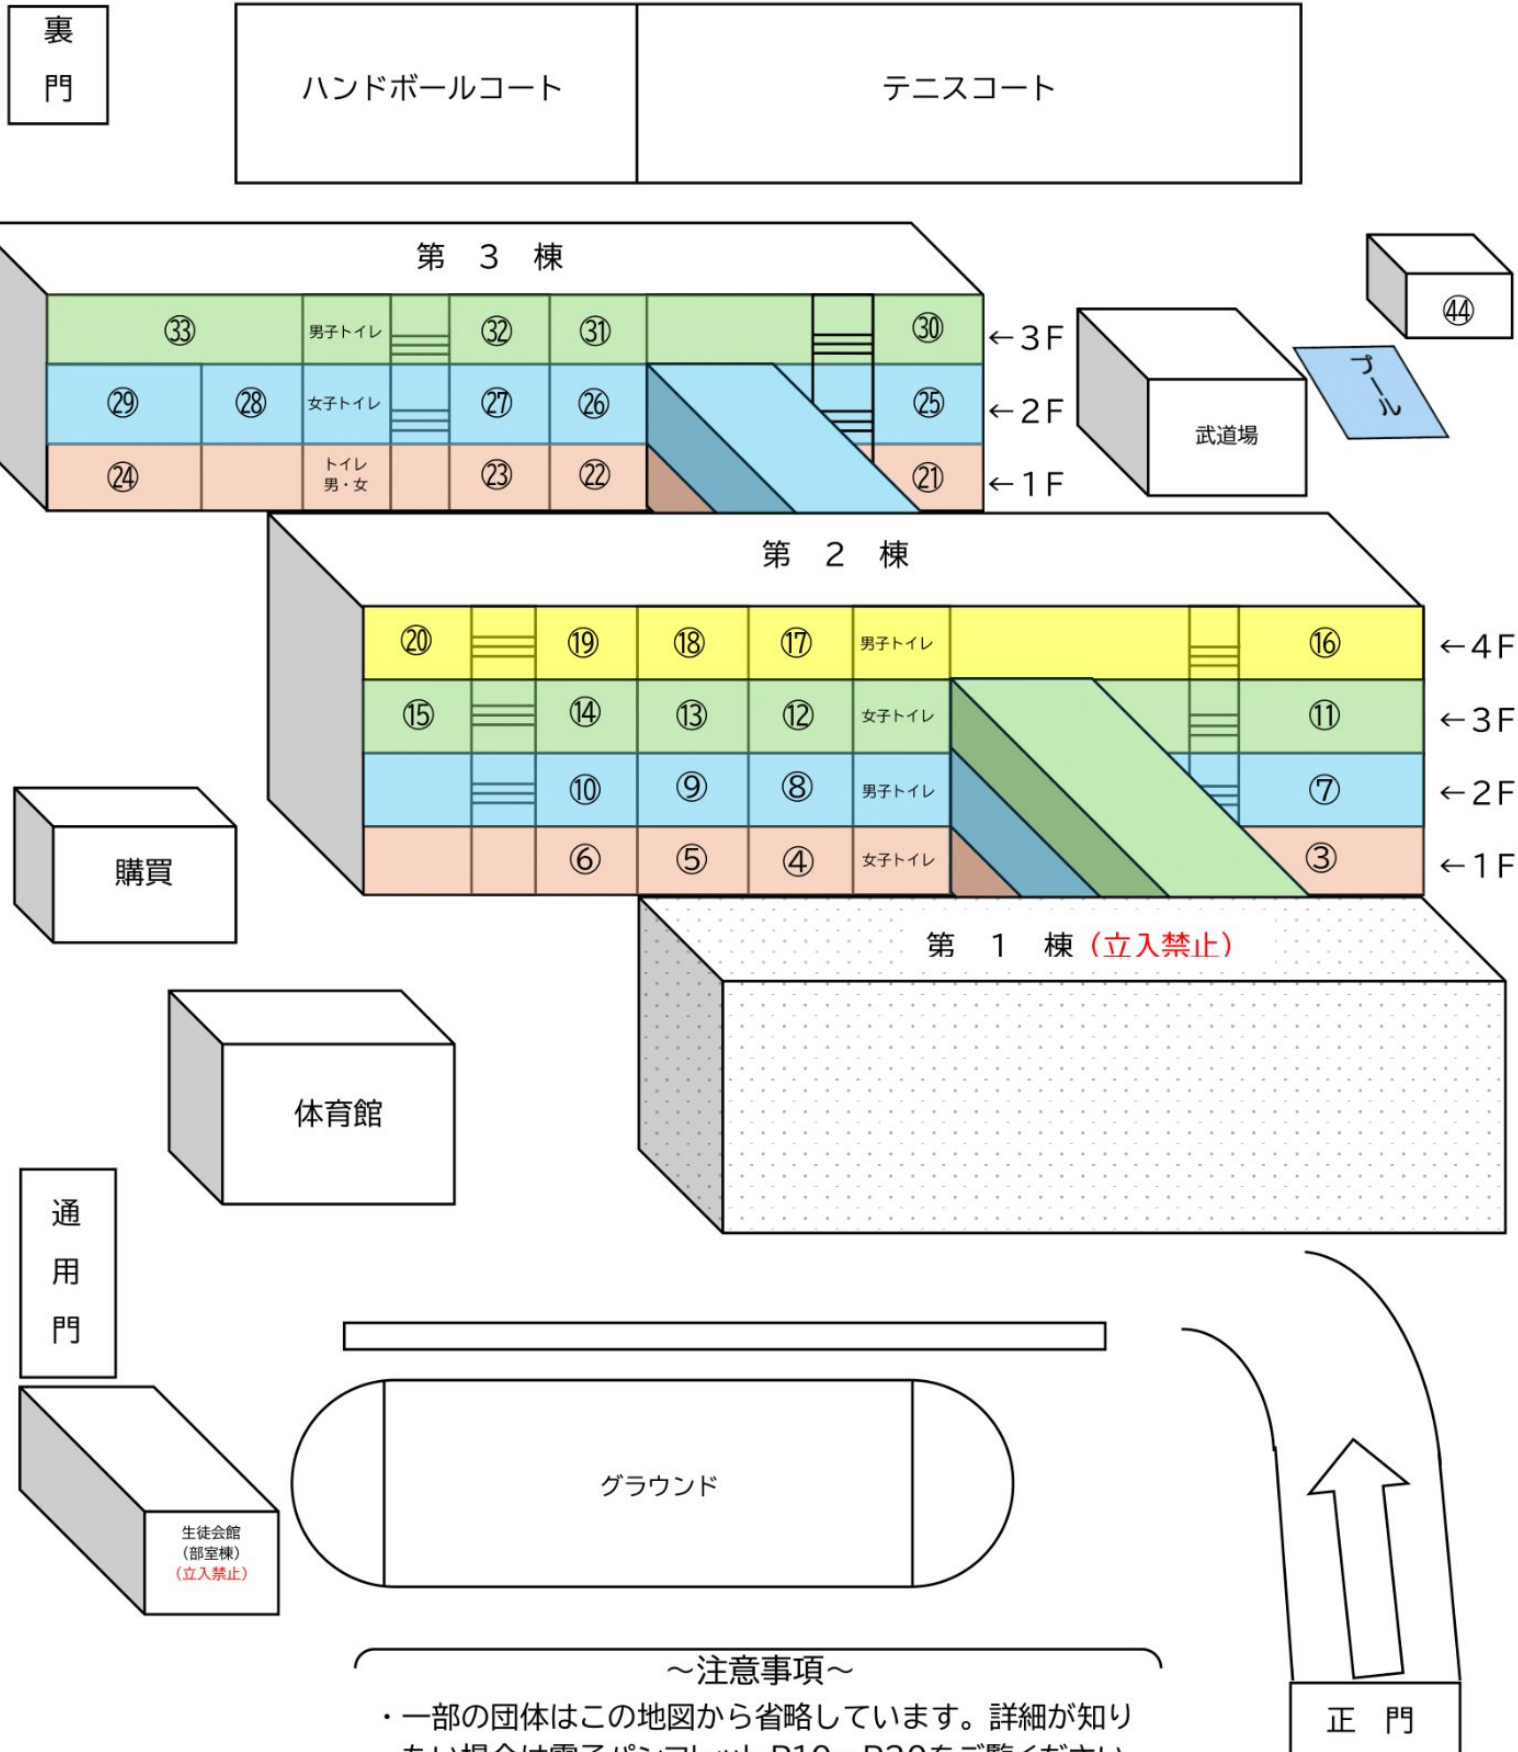 裏門
ハンドボールコート
テニスコート
第 3 棟
㉝ 男子トイレ ㉜ ㉛ ㉚ ←3F
㉙ ㉘ 女子トイレ ㉗ ㉖ ㉕ ←2F
㉔ トイレ ㉓ ㉒ ㉑ ←1F
男・女
㊹
プール
武道場
第 2 棟
⑳ ⑲ ⑱ ⑰ 男子トイレ ⑯ ←4F
⑮ ⑭ ⑬ ⑫ 女子トイレ ⑪ ←3F
⑩ ⑨ ⑧ 男子トイレ ⑦ ←2F
⑥ ⑤ ④ 女子トイレ ③ ←1F
購買
第 1 棟(立入禁止)
体育館
通用門
グラウンド
生徒会館
(部室棟)
(立入禁止)
～注意事項～
・一部の団体はこの地図から省略しています。詳細が知り
正 門